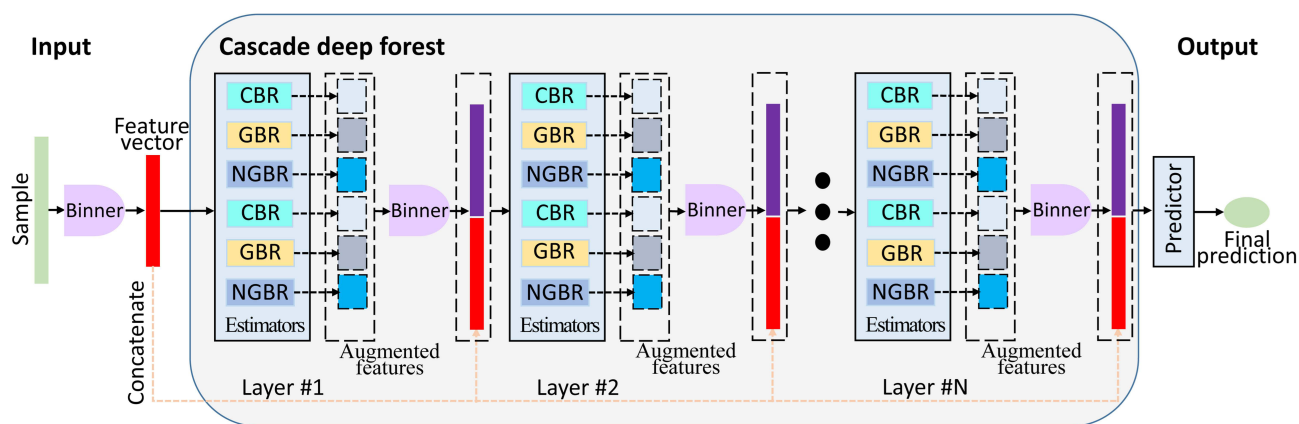 Input
Cascade deep forest
Output
Sample
Binner
Feature
vector
Concatenate
CBR
GBR
NGBR
CBR
GBR
NGBR
Estimators
Augmented
features
Layer #1
Binner
CBR
GBR
NGBR
CBR
GBR
NGBR
Estimators
Augmented
features
Layer #2
Binner
CBR
GBR
NGBR
CBR
GBR
NGBR
Estimators
Augmented
features
Layer #N
Binner
Predictor
Final
prediction